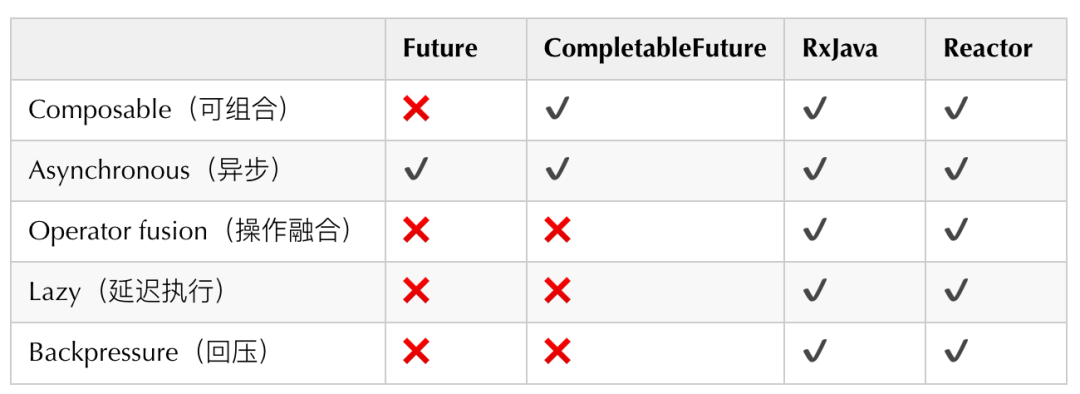 Future CompletableFuture RxJava Reactor
Composable（可组合） ❌ ✔ ✔ ✔
Asynchronous（异步） ✔ ✔ ✔ ✔
Operator fusion（操作融合） ❌ ❌ ✔ ✔
Lazy（延迟执行） ❌ ❌ ✔ ✔
Backpressure（回压） ❌ ❌ ✔ ✔